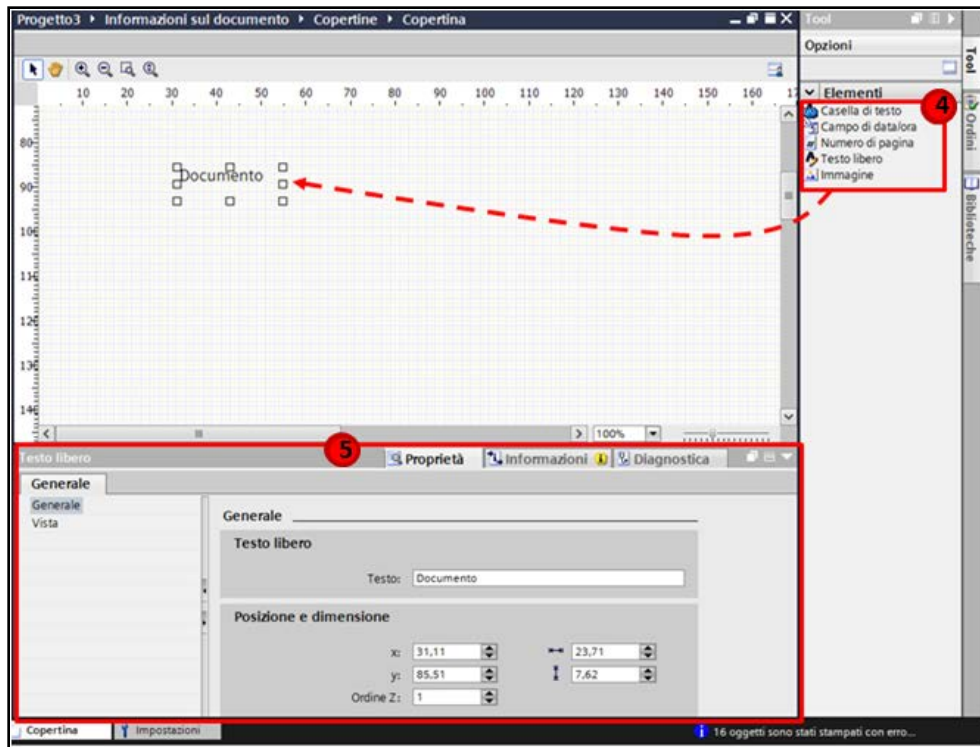 Progetto3 ▸ Informazioni sul documento ▸ Copertine ▸ Copertina
Tool
Opzioni
10 20 30 40 50 60 70 80 90 100 110 120 130 140 150 160 17
Elementi
4
Casella di testo
Campo di data/ora
Numero di pagina
Testo libero
Immagine
Tool
Ordini
Biblioteche
80
90
100
110
120
130
140
Documento
100%
5
Testo libero
Proprietà
Informazioni
Diagnostica
Generale
Generale
Vista
Generale
Testo libero
Testo: Documento
Posizione e dimensione
x: 31,11 23,71
y: 85,51 7,62
Ordine Z: 1
Copertina
Impostazioni
16 oggetti sono stati stampati con erro...